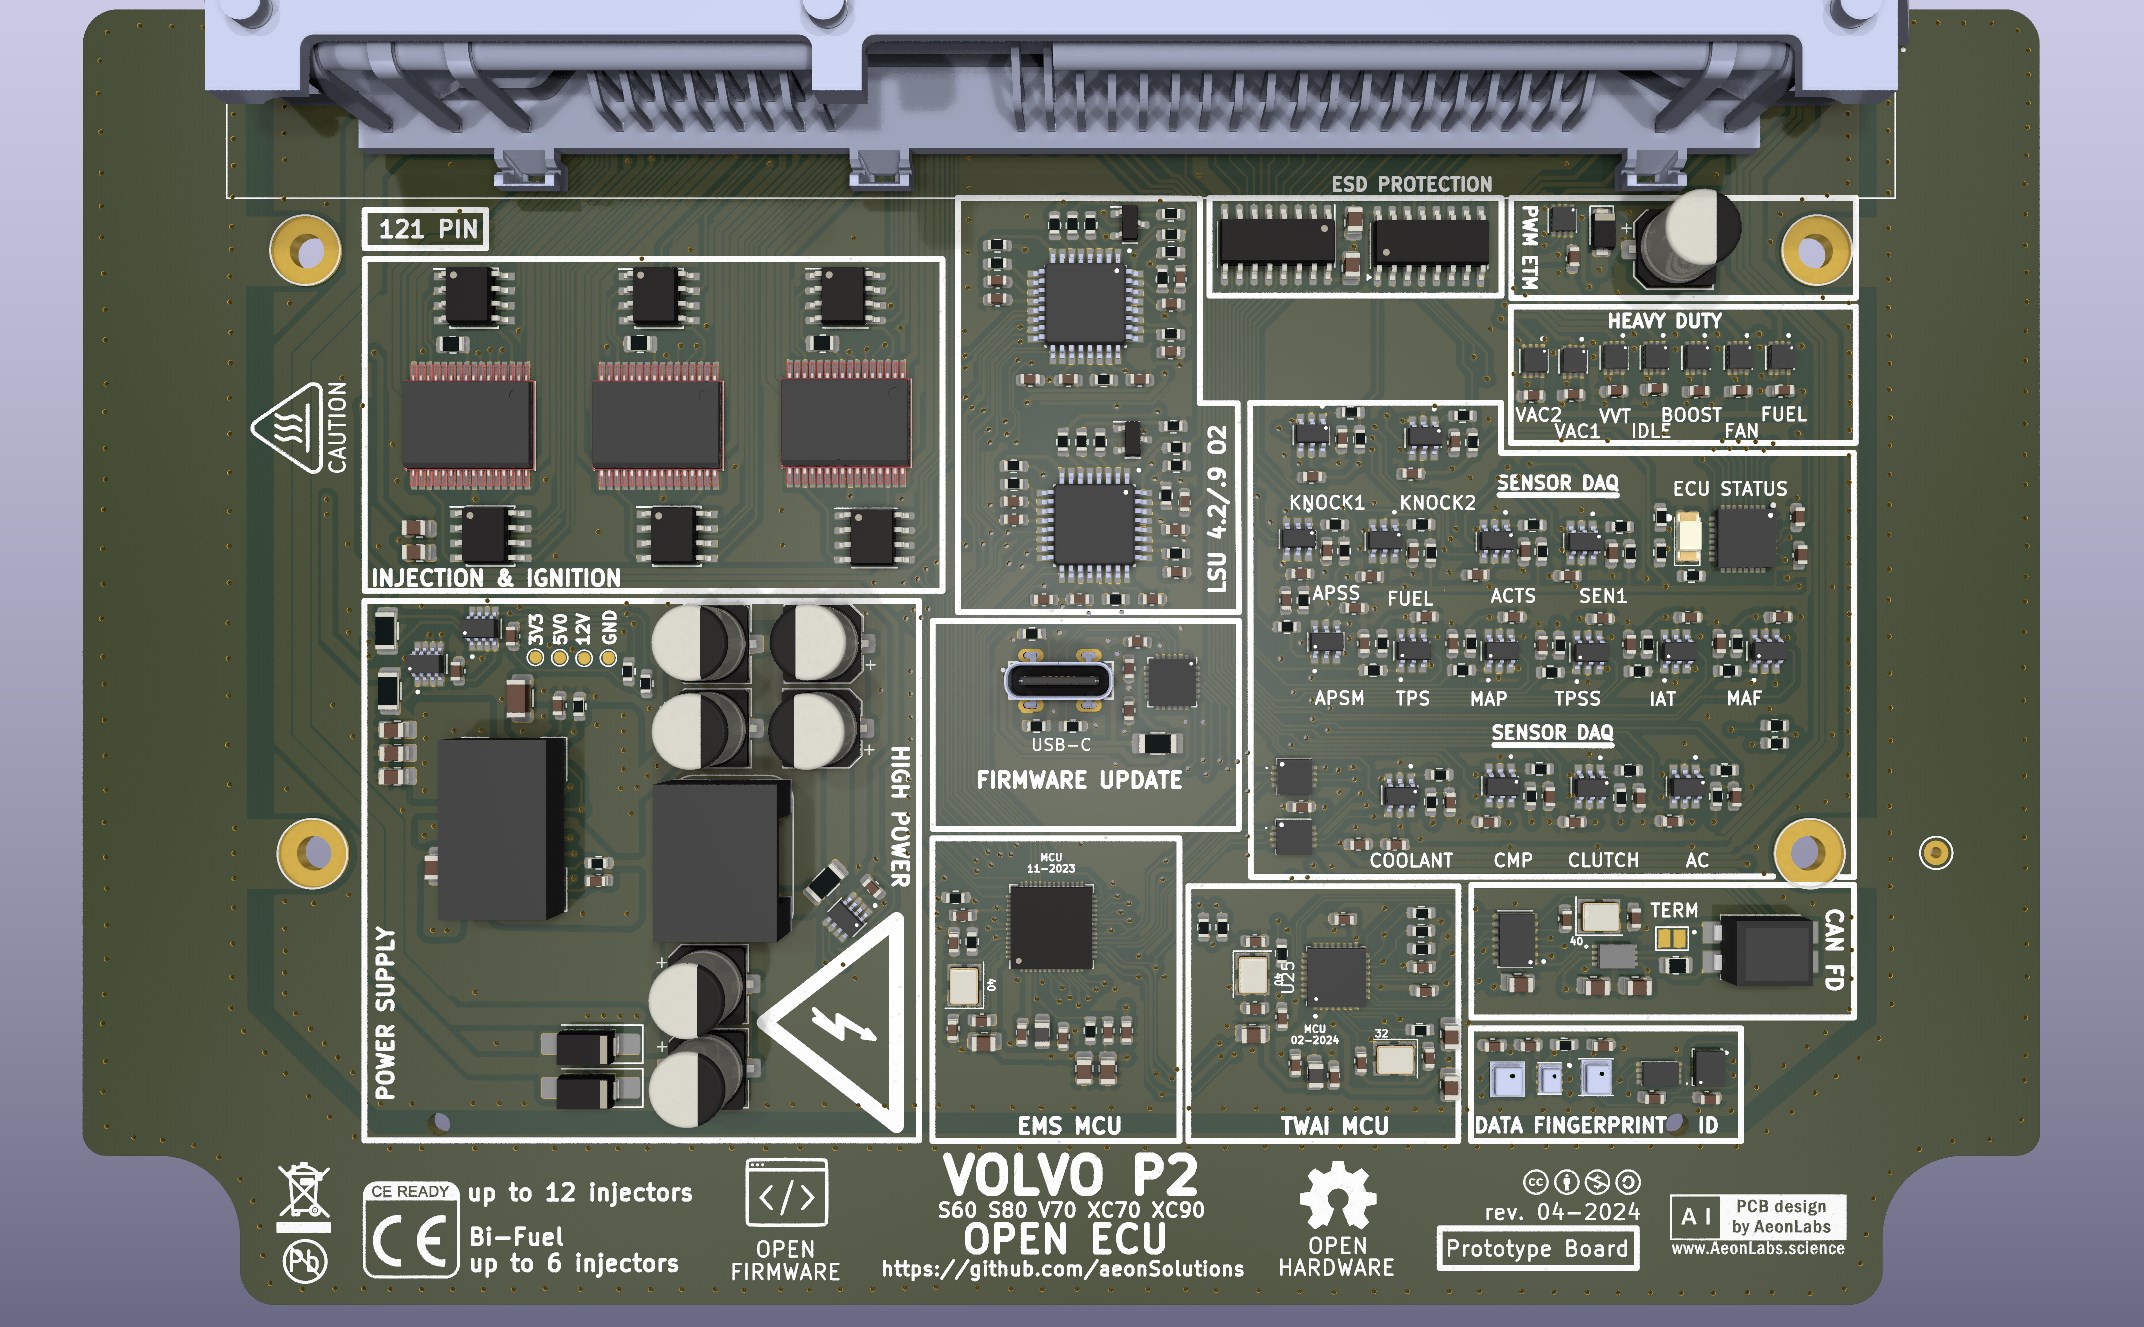 ESD PROTECTION
121 PIN
PWM ETM
HEAVY DUTY
VAC2 VVT BOOST FUEL
VAC1 IDLE FAN
CAUTION
LSU 4.2/.9 O2
KNOCK1 KNOCK2
SENSOR DAQ
ECU STATUS
INJECTION & IGNITION
APSS FUEL ACTS SEN1
3V3
5V0
12V
GND
APSM TPS MAP TPSS IAT MAF
SENSOR DAQ
USB-C
FIRMWARE UPDATE
HIGH POWER
COOLANT CMP CLUTCH AC
MCU
11-2023
POWER SUPPLY
40
U25
MCU
02-2024
32
TERM
40
CAN FD
EMS MCU
TWAI MCU
DATA FINGERPRINT ID
CE READY
CE
up to 12 injectors
Bi-Fuel
up to 6 injectors
Pb
</>
OPEN
FIRMWARE
VOLVO P2
S60 S80 V70 XC70 XC90
OPEN ECU
https://github.com/aeonSolutions
OPEN
HARDWARE
cc
rev. 04-2024
Prototype Board
AI
PCB design
by AeonLabs
www.AeonLabs.science